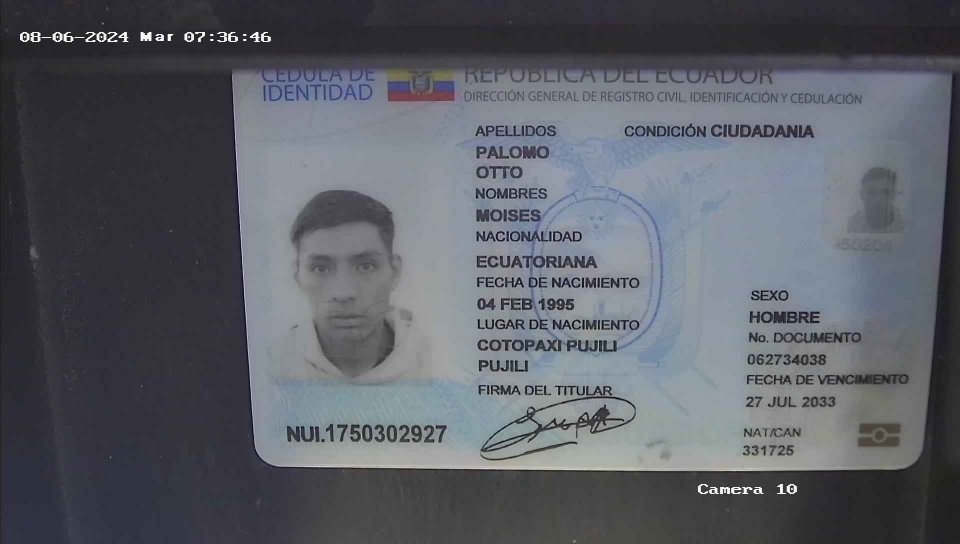 08-06-2024 Mar 07:36:46
CÉDULA DE IDENTIDAD
REPÚBLICA DEL ECUADOR
DIRECCIÓN GENERAL DE REGISTRO CIVIL, IDENTIFICACIÓN Y CEDULACIÓN
APELLIDOS
CONDICIÓN CIUDADANIA
PALOMO
OTTO
NOMBRES
MOISES
NACIONALIDAD
ECUATORIANA
FECHA DE NACIMIENTO
04 FEB 1995
LUGAR DE NACIMIENTO
COTOPAXI PUJILI
PUJILI
FIRMA DEL TITULAR
SEXO
HOMBRE
No. DOCUMENTO
062734038
FECHA DE VENCIMIENTO
27 JUL 2033
NAT/CAN
331725
NUI.1750302927
Camera 10